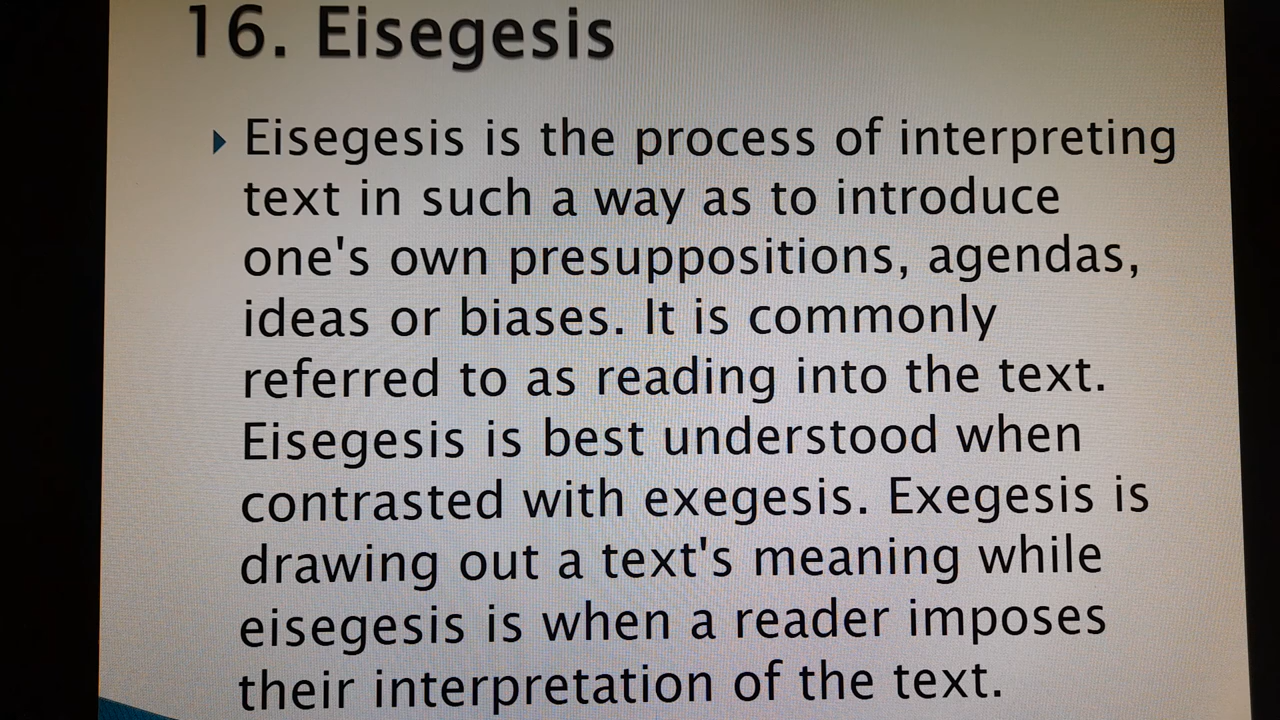 16. Eisegesis
Eisegesis is the process of interpreting
text in such a way as to introduce
one's own presuppositions, agendas,
ideas or biases. It is commonly
referred to as reading into the text.
Eisegesis is best understood when
contrasted with exegesis. Exegesis is
drawing out a text's meaning while
eisegesis is when a reader imposes
their interpretation of the text.